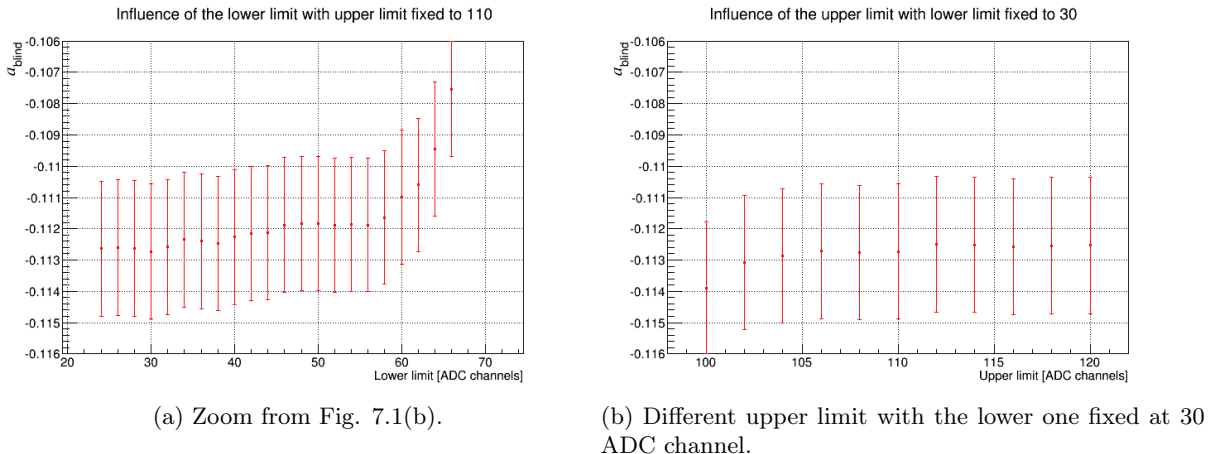 Influence of the lower limit with upper limit fixed to 110
a_blind
-0.106
-0.107
-0.108
-0.109
-0.11
-0.111
-0.112
-0.113
-0.114
-0.115
-0.116
20 30 40 50 60 70
Lower limit [ADC channels]
(a) Zoom from Fig. 7.1(b).
Influence of the upper limit with lower limit fixed to 30
a_blind
-0.106
-0.107
-0.108
-0.109
-0.11
-0.111
-0.112
-0.113
-0.114
-0.115
-0.116
100 105 110 115 120
Upper limit [ADC channels]
(b) Different upper limit with the lower one fixed at 30
ADC channel.